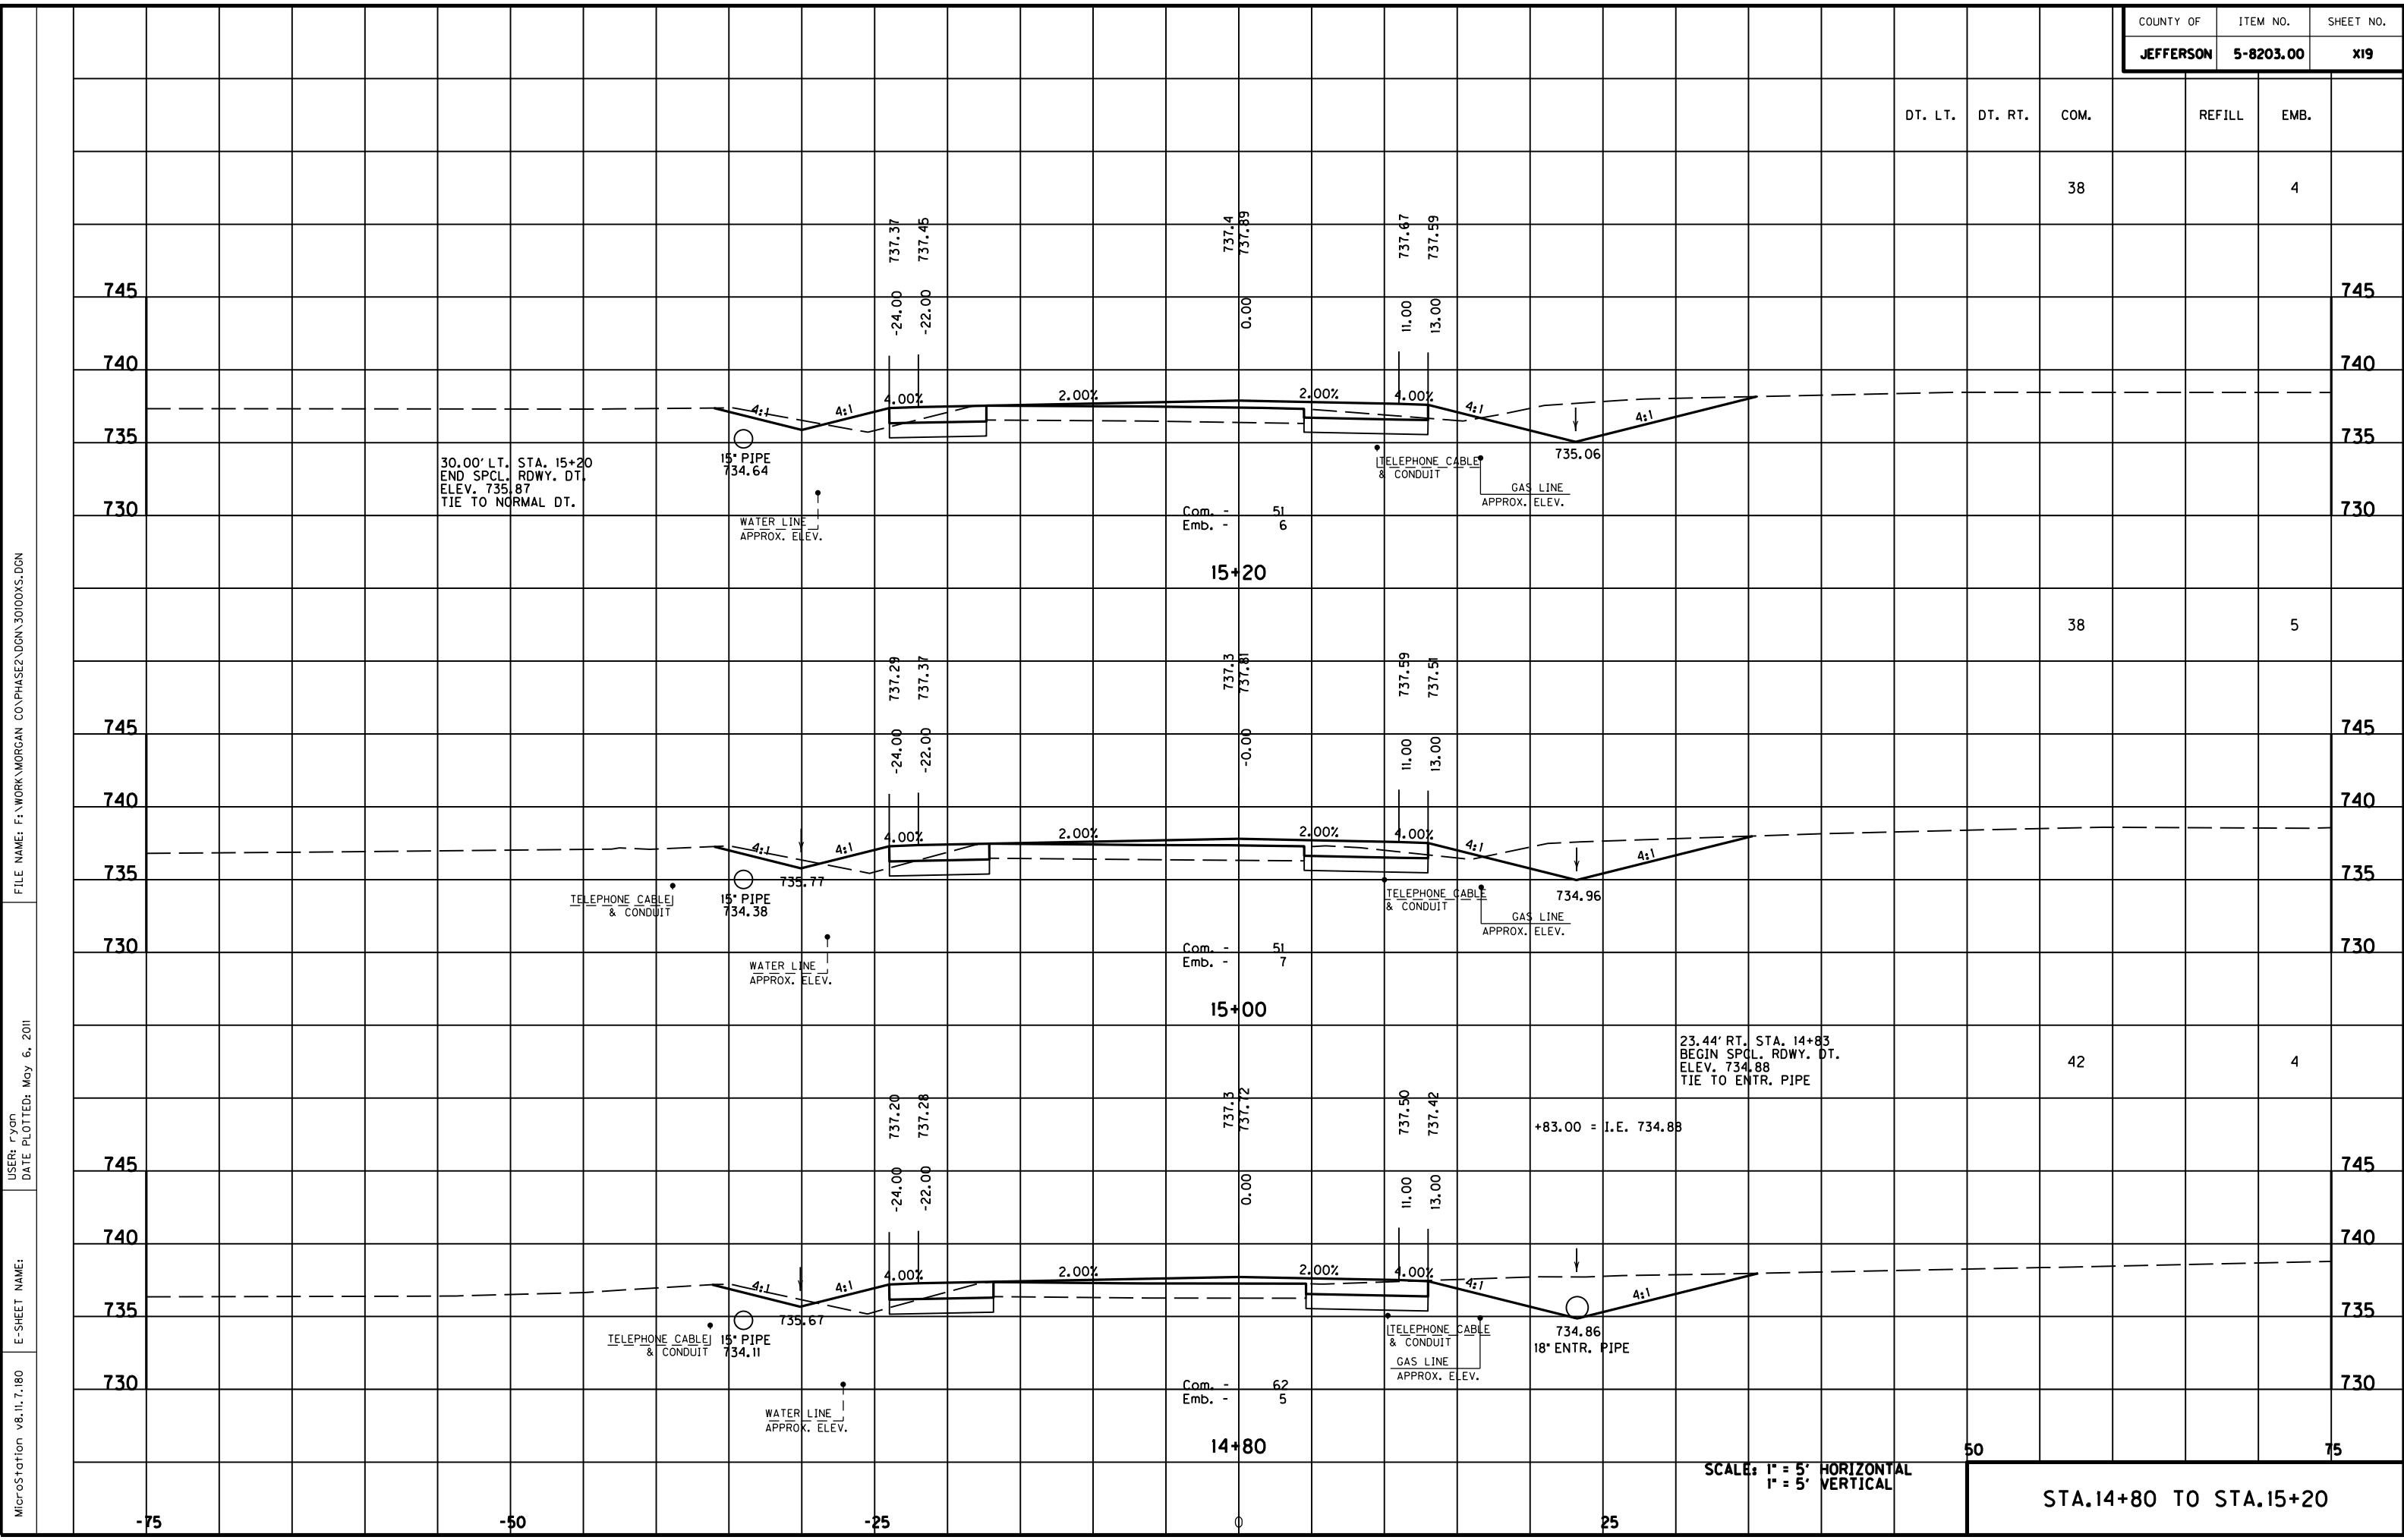 COUNTY OF ITEM NO. SHEET NO.
JEFFERSON 5-8203.00 X19
DT. LT. DT. RT. COM. REFILL EMB.
38 4
737.37 737.45 737.4 737.89 737.67 737.59
745 -24.00 -22.00 0.00 11.00 13.00 745
740 740
4:1 4:1 4.00% 2.00% 2.00% 4.00% 4:1 4:1
735 735
30.00' LT. STA. 15+20
END SPCL. RDWY. DT.
ELEV. 735.87
TIE TO NORMAL DT.
15" PIPE
734.64
TELEPHONE CABLE
& CONDUIT
735.06
GAS LINE
APPROX. ELEV.
730 730
WATER LINE
APPROX. ELEV.
Com. - 51
Emb. - 6
15+20
38 5
737.29 737.37 737.3 737.81 737.59 737.51
745 -24.00 -22.00 -0.00 11.00 13.00 745
740 740
4:1 4:1 4.00% 2.00% 2.00% 4.00% 4:1 4:1
735 735
735.77
TELEPHONE CABLE
& CONDUIT
15" PIPE
734.38
TELEPHONE CABLE
& CONDUIT
734.96
GAS LINE
APPROX. ELEV.
730 730
WATER LINE
APPROX. ELEV.
Com. - 51
Emb. - 7
15+00
23.44' RT. STA. 14+83
BEGIN SPCL. RDWY. DT.
ELEV. 734.88
TIE TO ENTR. PIPE
42 4
737.20 737.28 737.3 737.72 737.50 737.42
+83.00 = I.E. 734.88
745 -24.00 -22.00 0.00 11.00 13.00 745
740 740
4:1 4:1 4.00% 2.00% 2.00% 4.00% 4:1 4:1
735 735
735.67
TELEPHONE CABLE
& CONDUIT
15" PIPE
734.11
TELEPHONE CABLE
& CONDUIT
734.86
18" ENTR. PIPE
GAS LINE
APPROX. ELEV.
730 730
WATER LINE
APPROX. ELEV.
Com. - 62
Emb. - 5
14+80
50 75
SCALE: 1" = 5' HORIZONTAL
1" = 5' VERTICAL
STA.14+80 TO STA.15+20
-75 -50 -25 0 25
FILE NAME: F:\WORK\MORGAN CO\PHASE2\DGN\30100XS.DGN
USER: ryan
DATE PLOTTED: May 6, 2011
E-SHEET NAME:
MicroStation v8.11.7.180